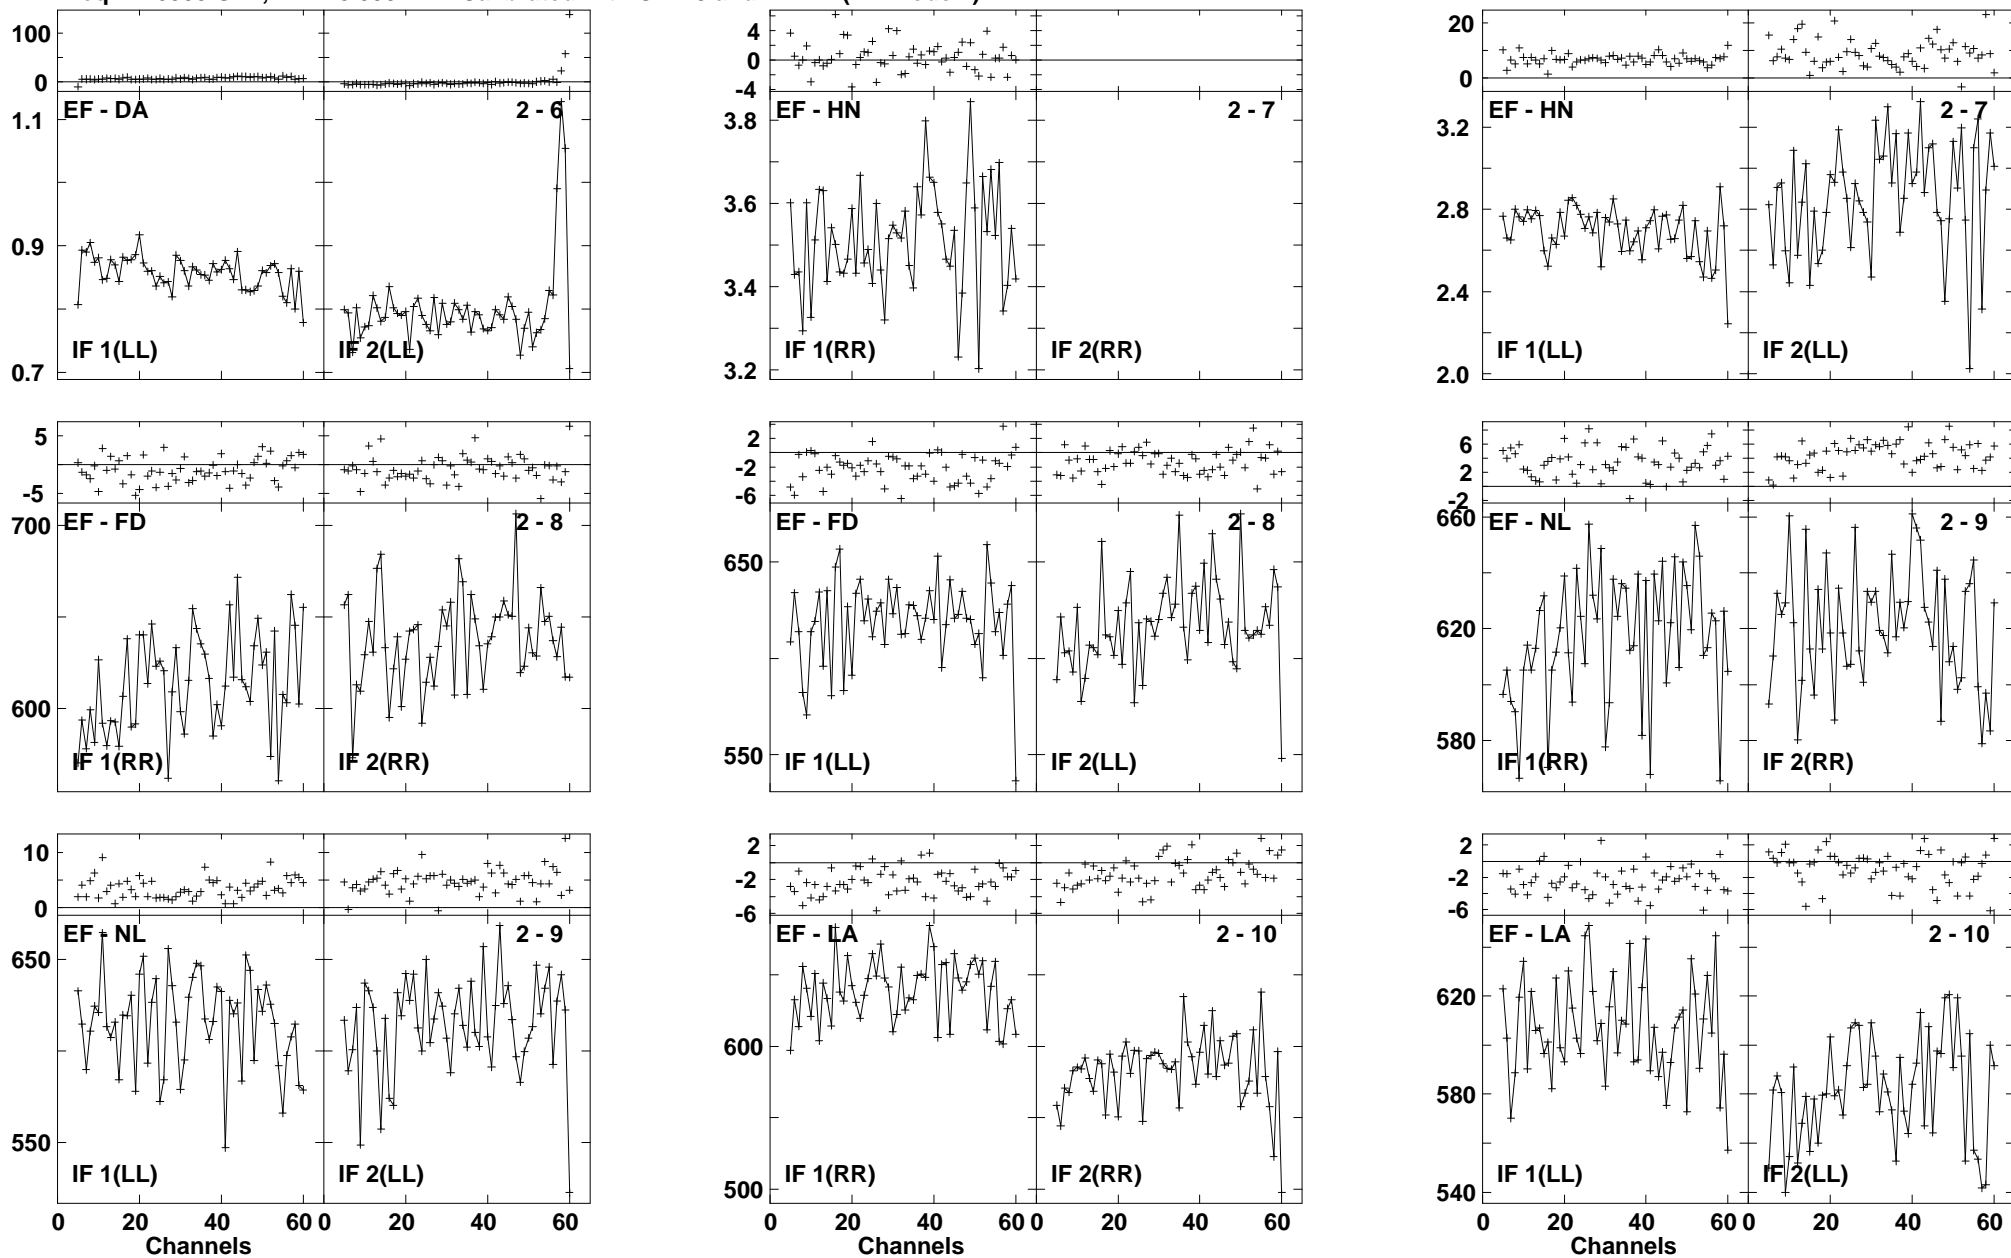 100
0
EF - DA
2 - 6
1.1
0.9
0.7
IF 1(LL)
IF 2(LL)
4
0
-4
EF - HN
2 - 7
3.8
3.6
3.4
3.2
IF 1(RR)
IF 2(RR)
20
0
EF - HN
2 - 7
3.2
2.8
2.4
2.0
IF 1(LL)
IF 2(LL)
5
-5
EF - FD
2 - 8
700
600
IF 1(RR)
IF 2(RR)
2
-2
-6
EF - FD
2 - 8
650
550
IF 1(LL)
IF 2(LL)
6
4
2
-2
EF - NL
2 - 9
660
620
580
IF 1(RR)
IF 2(RR)
10
0
EF - NL
2 - 9
650
550
IF 1(LL)
IF 2(LL)
0 20 40 60 0 20 40 60
Channels
2
-2
-6
EF - LA
2 - 10
600
500
IF 1(RR)
IF 2(RR)
0 20 40 60 0 20 40 60
Channels
2
-2
-6
EF - LA
2 - 10
620
580
540
IF 1(LL)
IF 2(LL)
0 20 40 60 0 20 40 60
Channels